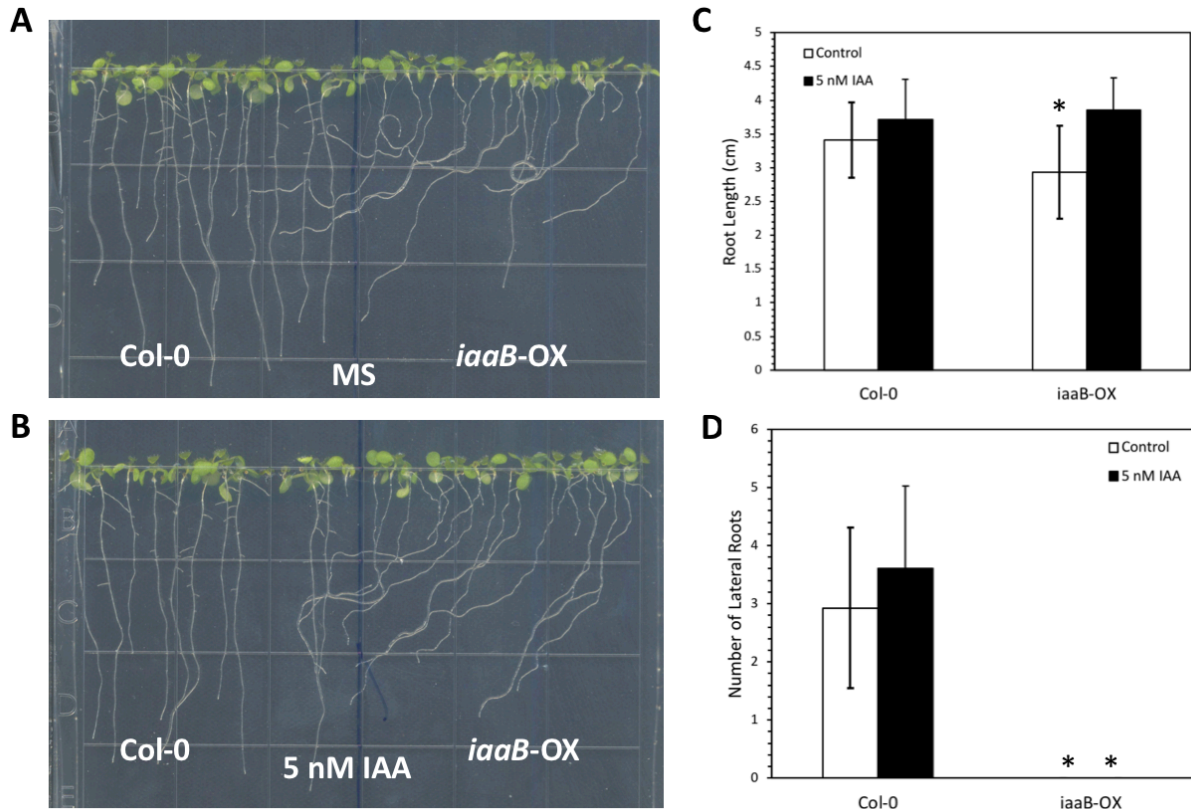 A
Col-0
MS
iaaB-OX
B
Col-0
5 nM IAA
iaaB-OX
C
Root Length (cm)
5
4.5
4
3.5
3
2.5
2
1.5
1
0.5
0
Control
5 nM IAA
*
Col-0
iaaB-OX
D
Number of Lateral Roots
6
5
4
3
2
1
0
Control
5 nM IAA
* *
Col-0
iaaB-OX